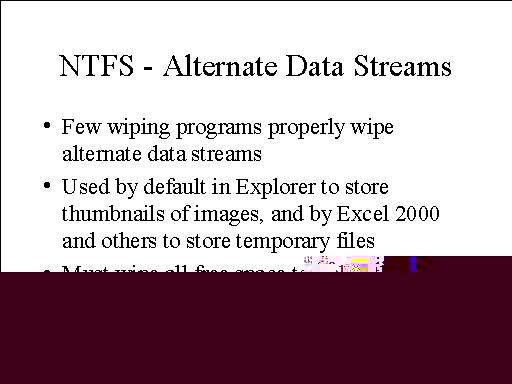 NTFS - Alternate Data Streams
• Few wiping programs properly wipe
alternate data streams
• Used by default in Explorer to store
thumbnails of images, and by Excel 2000
and others to store temporary files
• Must wipe all free space to